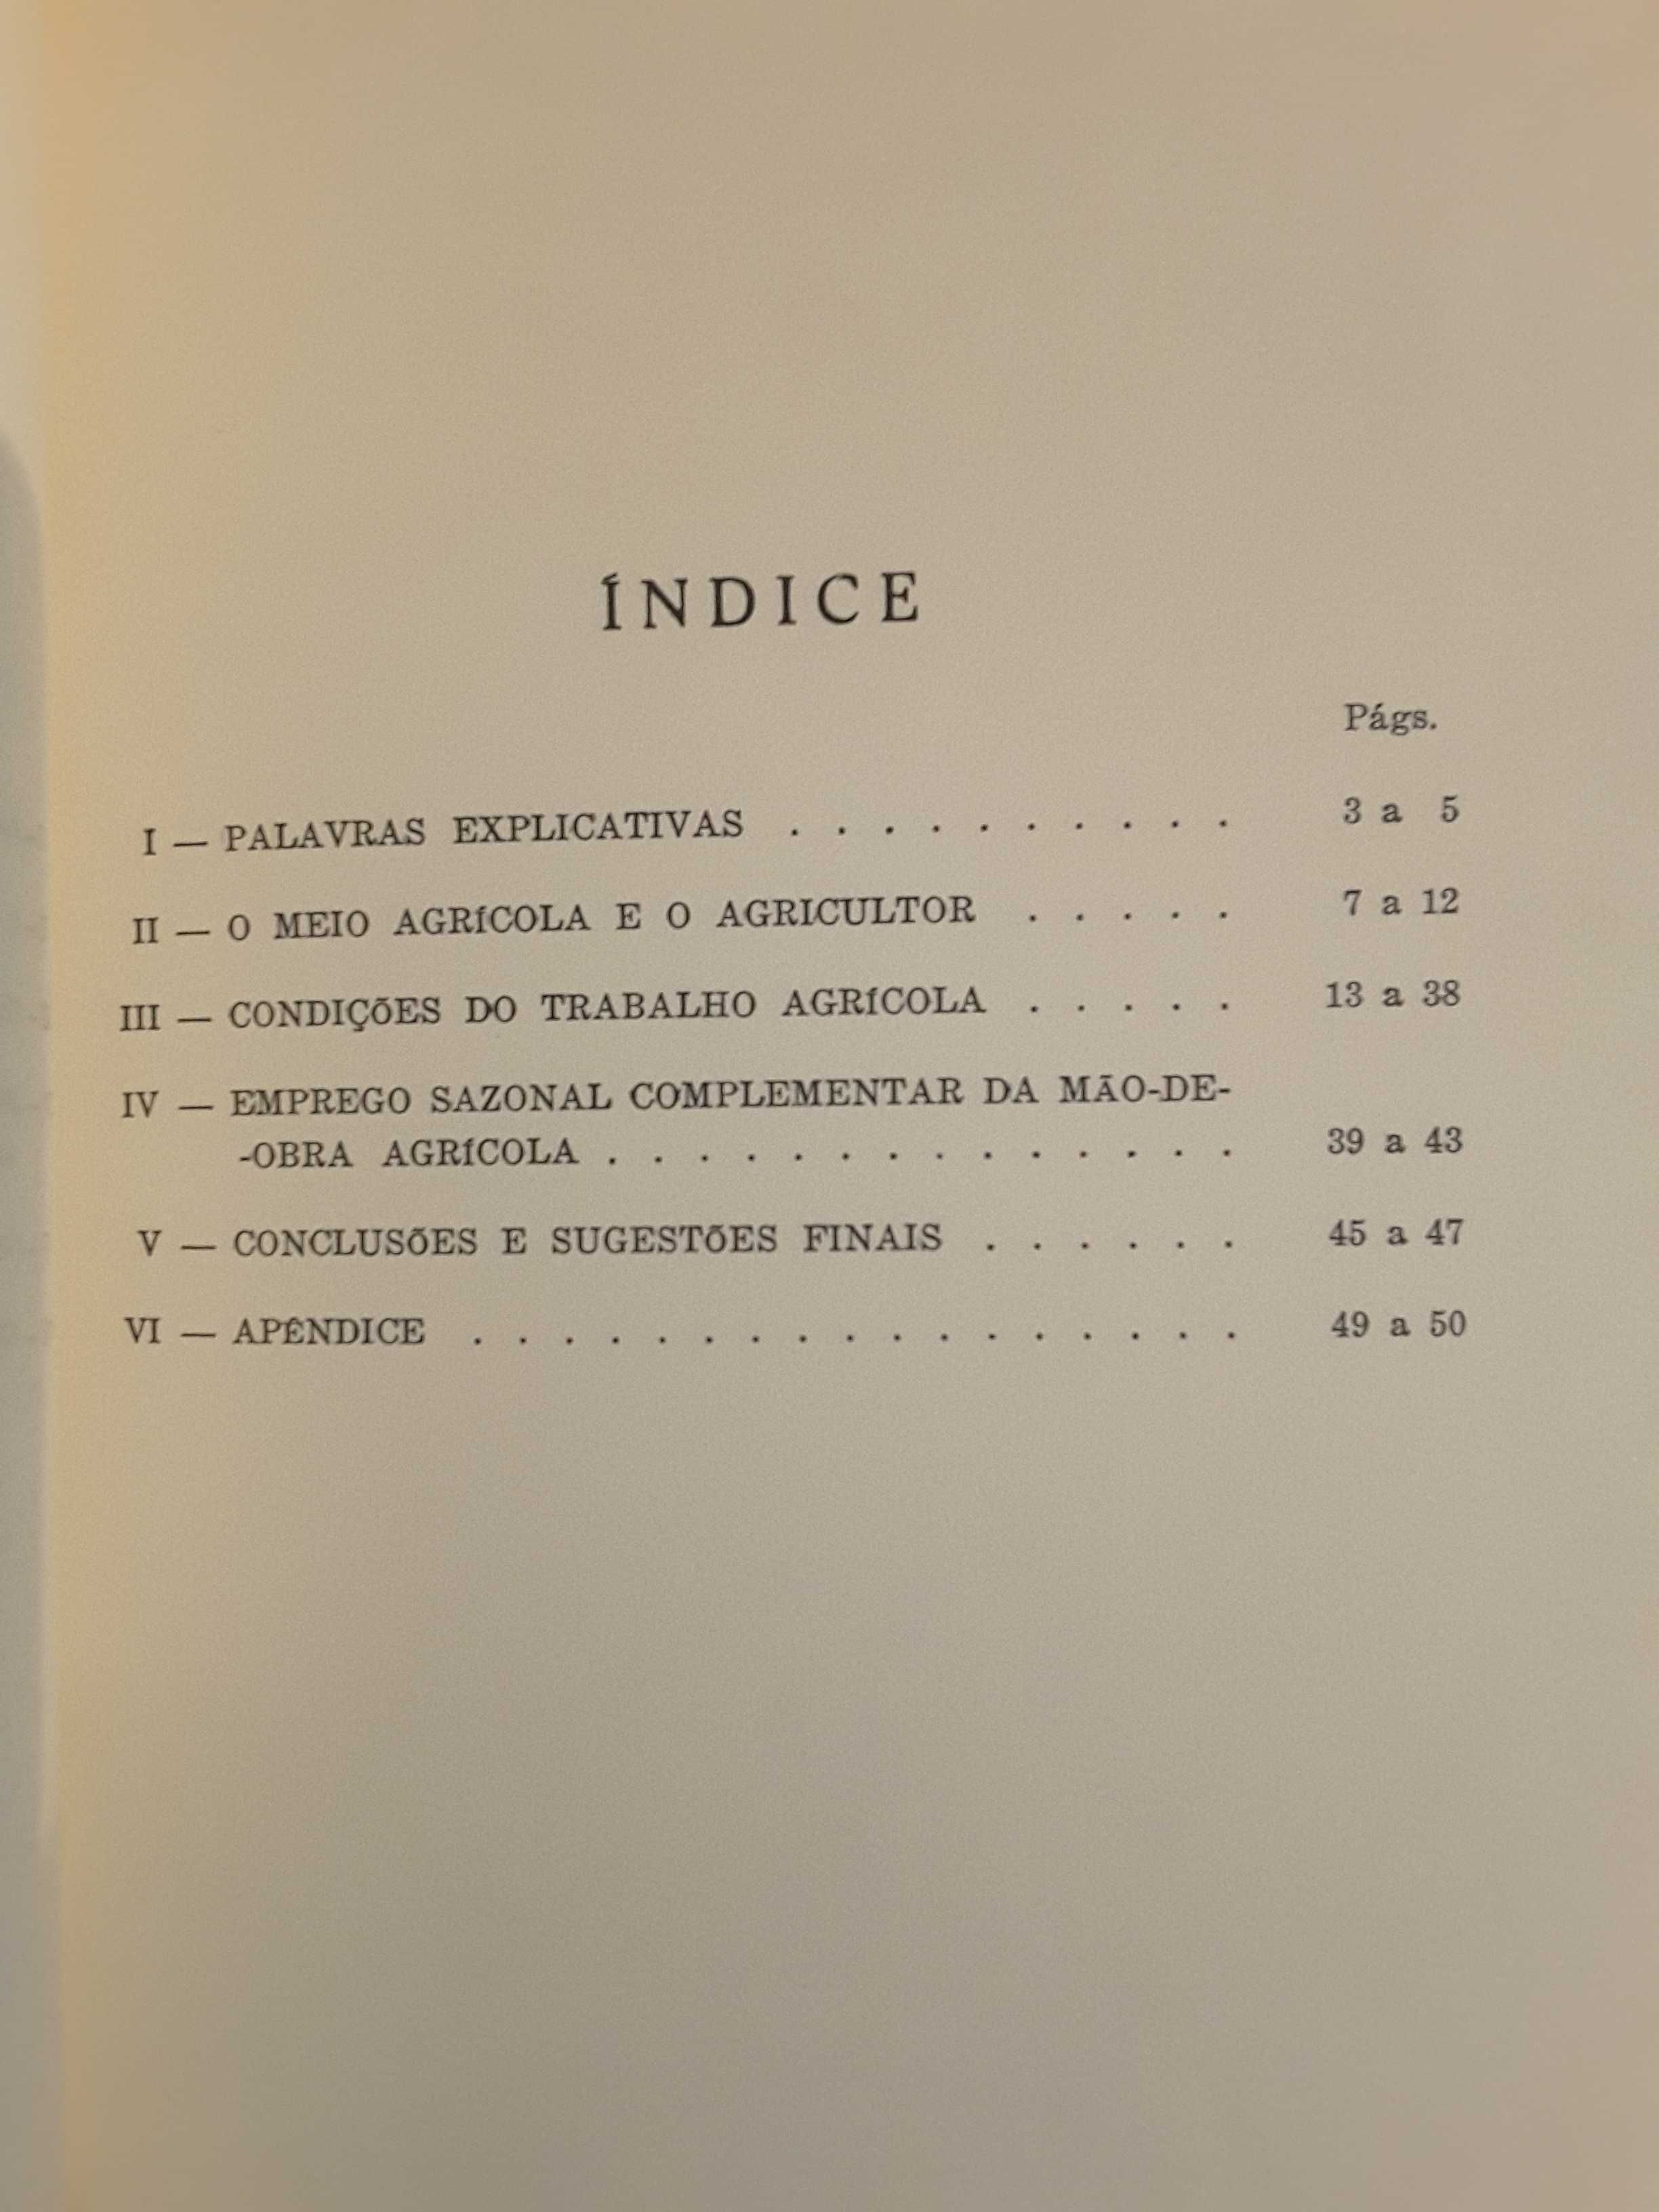 ÍNDICE
Págs.
I — PALAVRAS EXPLICATIVAS . . . . . . . . . . 3 a 5
II — O MEIO AGRÍCOLA E O AGRICULTOR . . . . . 7 a 12
III — CONDIÇÕES DO TRABALHO AGRÍCOLA . . . . . 13 a 38
IV — EMPREGO SAZONAL COMPLEMENTAR DA MÃO-DE-
-OBRA AGRÍCOLA . . . . . . . . . . . . . . 39 a 43
V — CONCLUSÕES E SUGESTÕES FINAIS . . . . . . 45 a 47
VI — APÊNDICE . . . . . . . . . . . . . . . . . 49 a 50